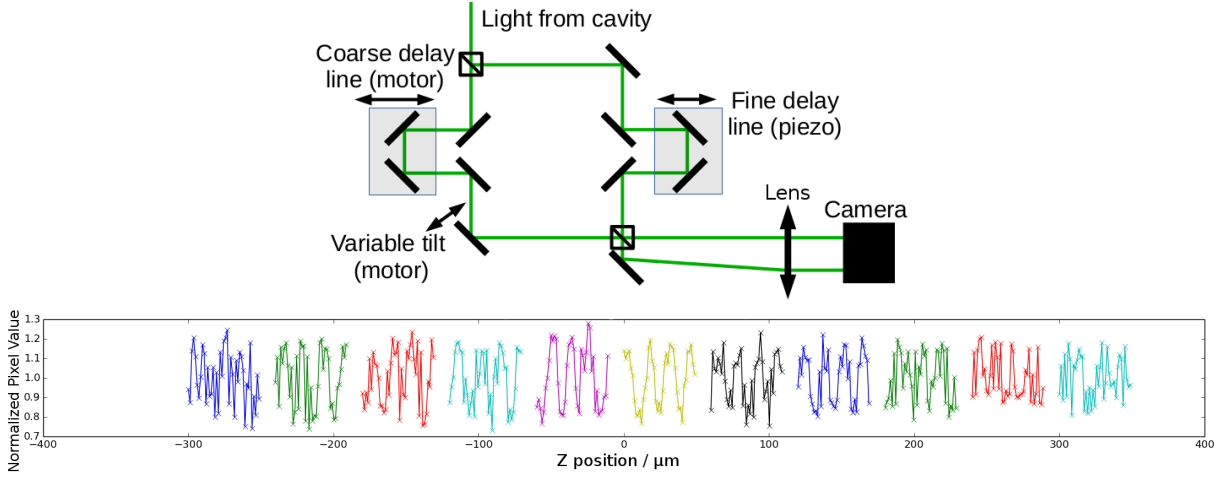 Light from cavity
Coarse delay
line (motor)
Fine delay
line (piezo)
Lens
Camera
Variable tilt
(motor)
Normalized Pixel Value
1.3
1.2
1.1
1.0
0.9
0.8
0.7
−400
−300
−200
−100
0
100
200
300
400
Z position / μm